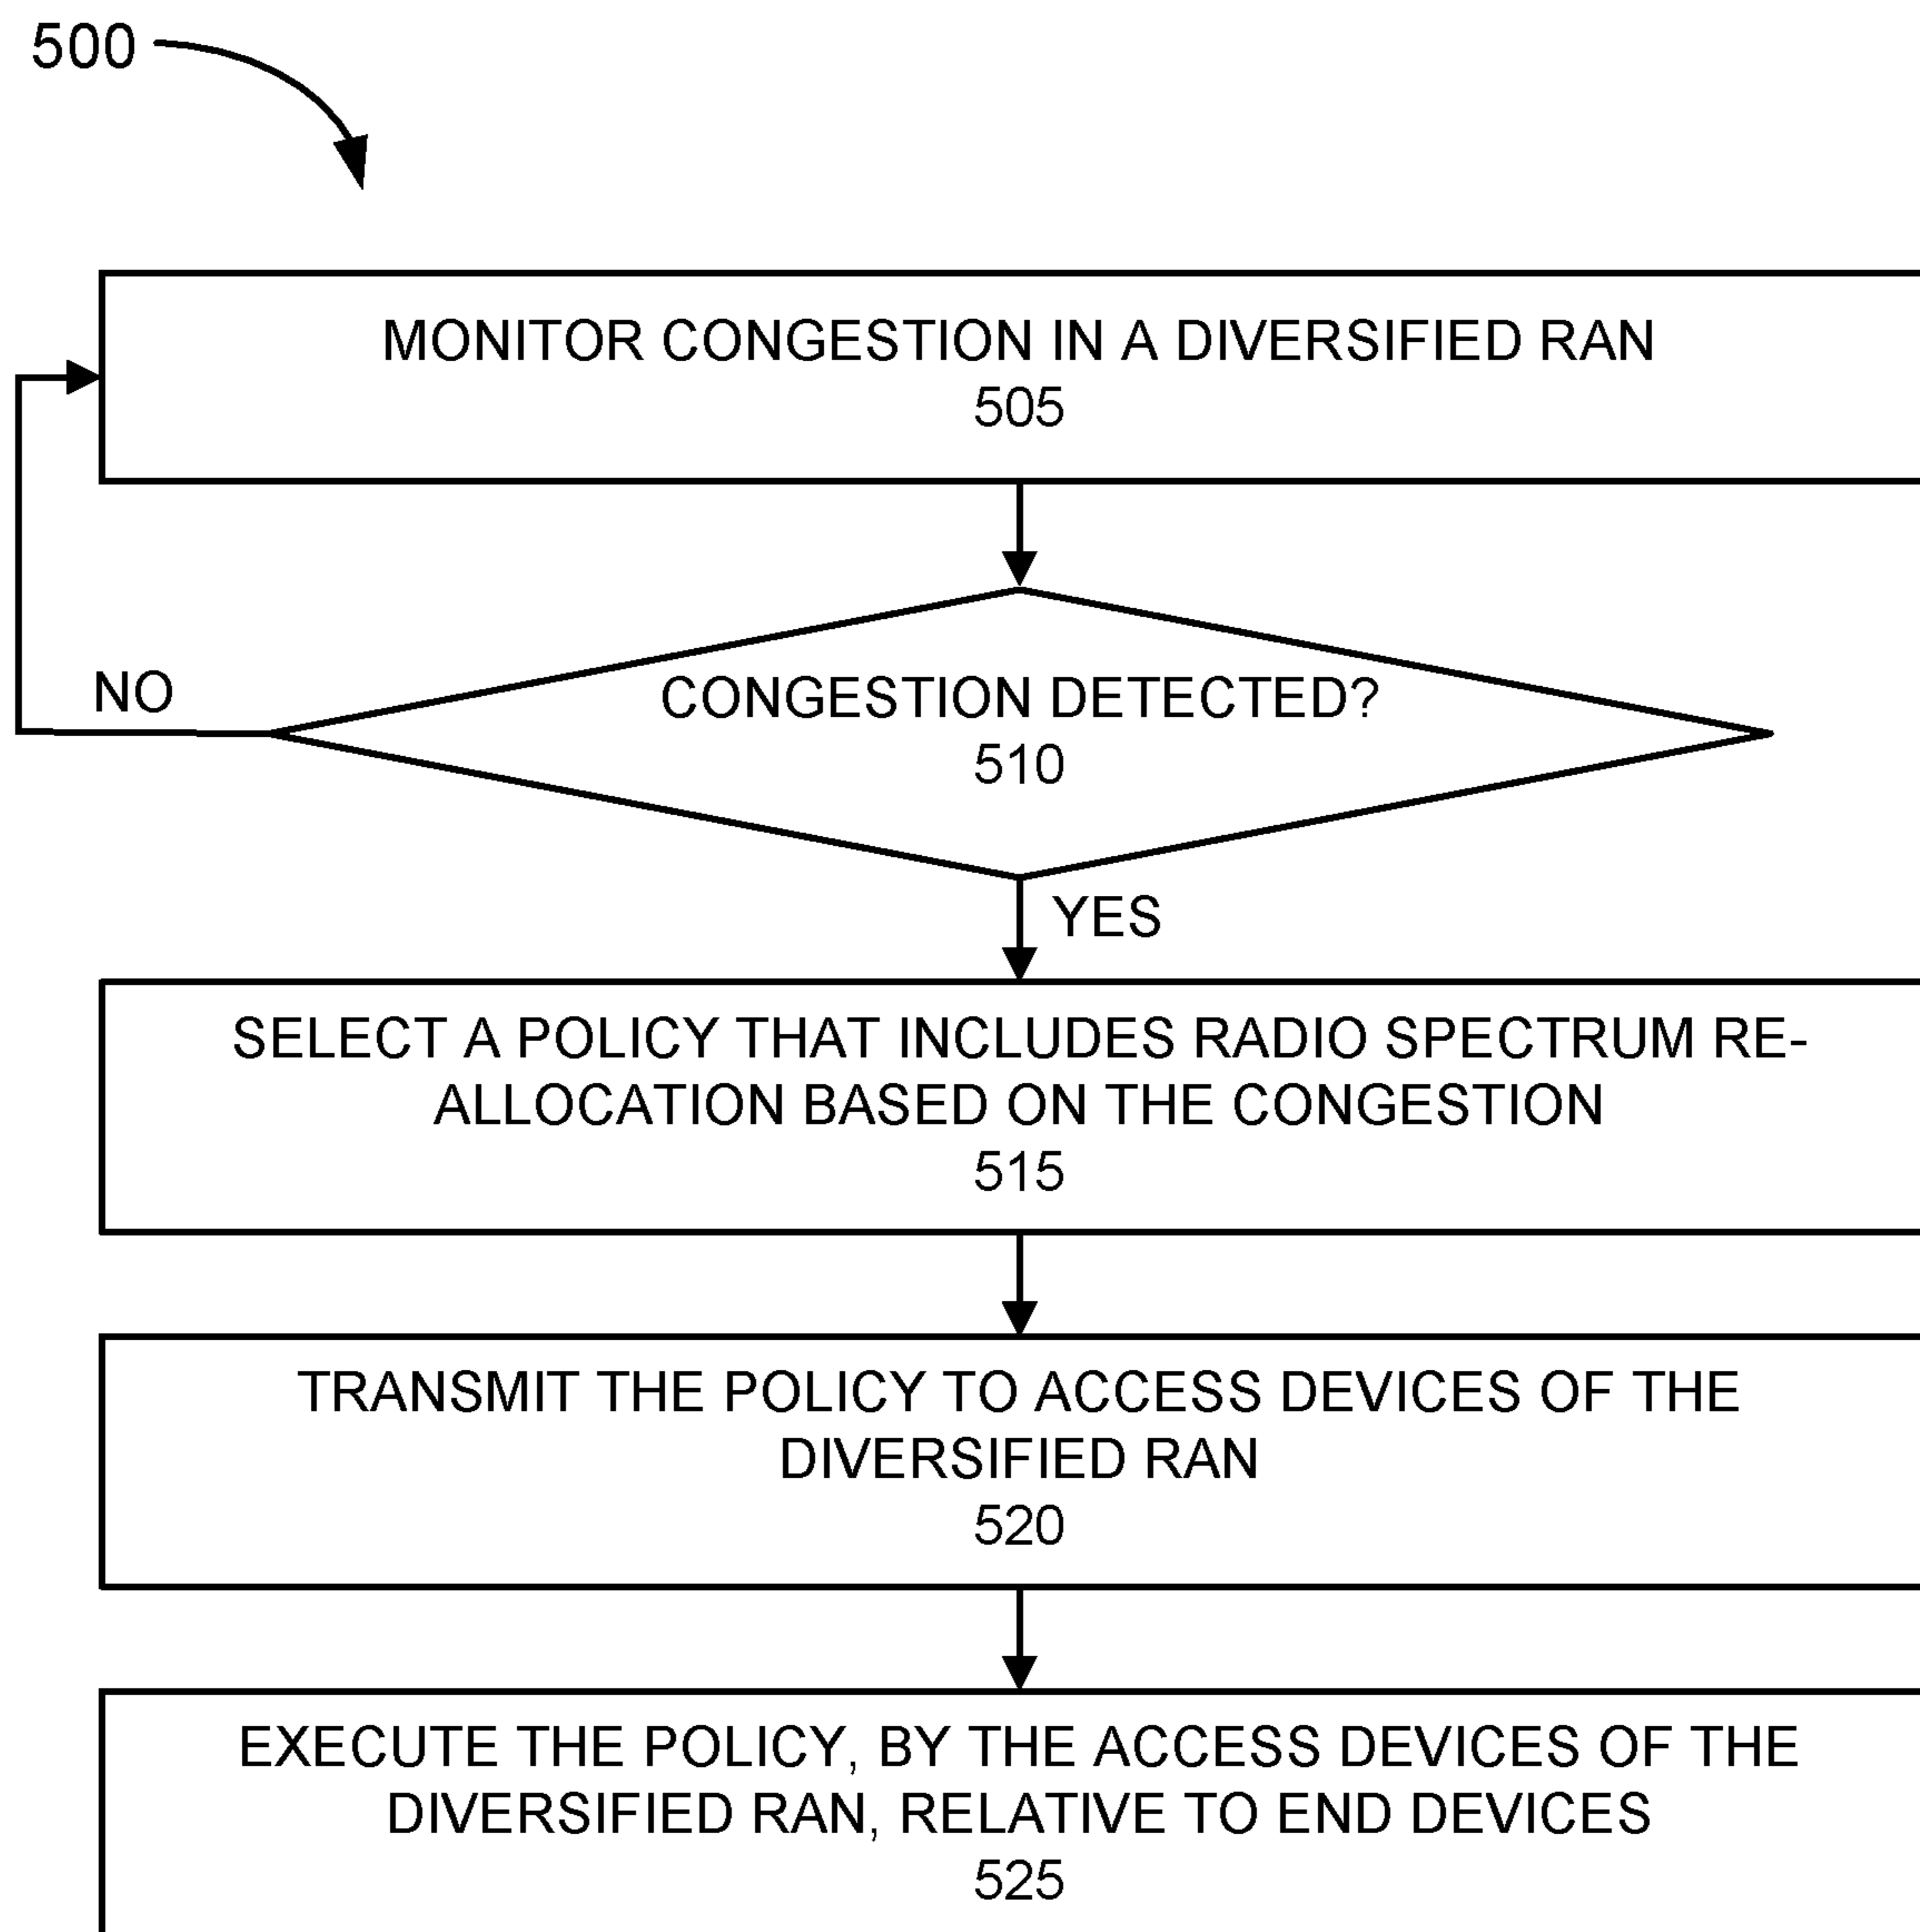 500
MONITOR CONGESTION IN A DIVERSIFIED RAN
505
CONGESTION DETECTED?
510
NO
YES
SELECT A POLICY THAT INCLUDES RADIO SPECTRUM RE-
ALLOCATION BASED ON THE CONGESTION
515
TRANSMIT THE POLICY TO ACCESS DEVICES OF THE
DIVERSIFIED RAN
520
EXECUTE THE POLICY, BY THE ACCESS DEVICES OF THE
DIVERSIFIED RAN, RELATIVE TO END DEVICES
525